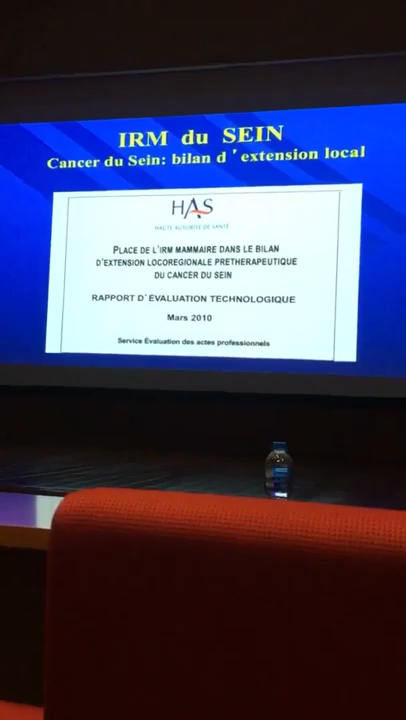 IRM du SEIN
Cancer du Sein: bilan d ' extension local
HAS
HAUTE AUTORITÉ DE SANTÉ
PLACE DE L'IRM MAMMAIRE DANS LE BILAN
D'EXTENSION LOCOREGIONALE PRETHERAPEUTIQUE
DU CANCER DU SEIN
RAPPORT D'ÉVALUATION TECHNOLOGIQUE
Mars 2010
Service Évaluation des actes professionnels